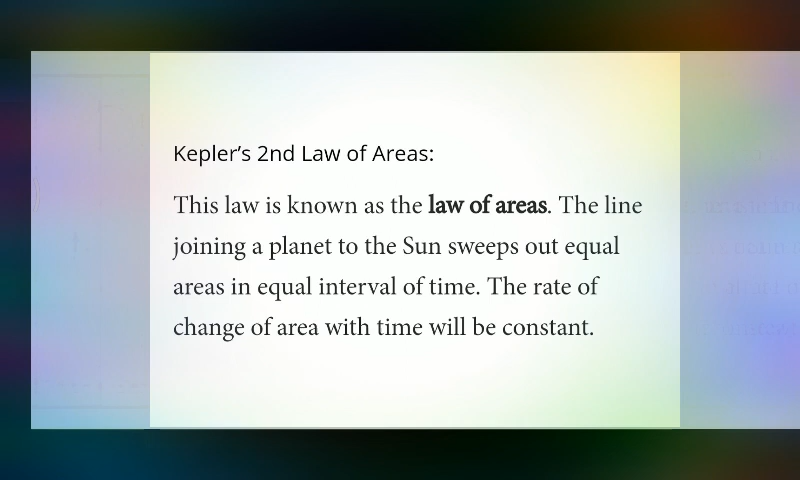 Kepler’s 2nd Law of Areas:
This law is known as the law of areas. The line
joining a planet to the Sun sweeps out equal
areas in equal interval of time. The rate of
change of area with time will be constant.